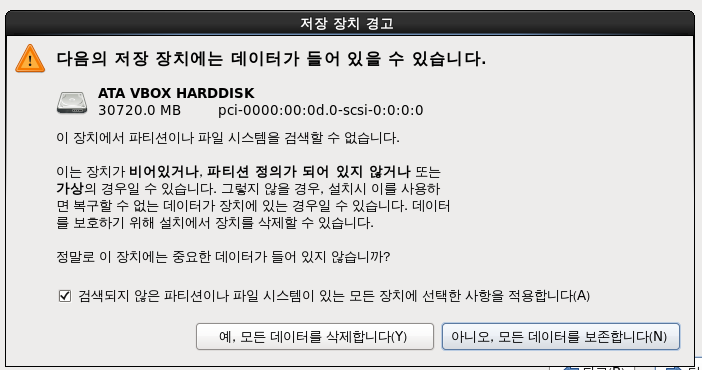 저장 장치 경고
다음의 저장 장치에는 데이터가 들어 있을 수 있습니다.
ATA VBOX HARDDISK
30720.0 MB pci-0000:00:0d.0-scsi-0:0:0:0
이 장치에서 파티션이나 파일 시스템을 검색할 수 없습니다.
이는 장치가 비어있거나, 파티션 정의가 되어 있지 않거나 또는
가상의 경우일 수 있습니다. 그렇지 않을 경우, 설치시 이를 사용하
면 복구할 수 없는 데이터가 장치에 있는 경우일 수 있습니다. 데이터
를 보호하기 위해 설치에서 장치를 삭제할 수 있습니다.
정말로 이 장치에는 중요한 데이터가 들어 있지 않습니까?
검색되지 않은 파티션이나 파일 시스템이 있는 모든 장치에 선택한 사항을 적용합니다(A)
예, 모든 데이터를 삭제합니다(Y) 아니오, 모든 데이터를 보존합니다(N)